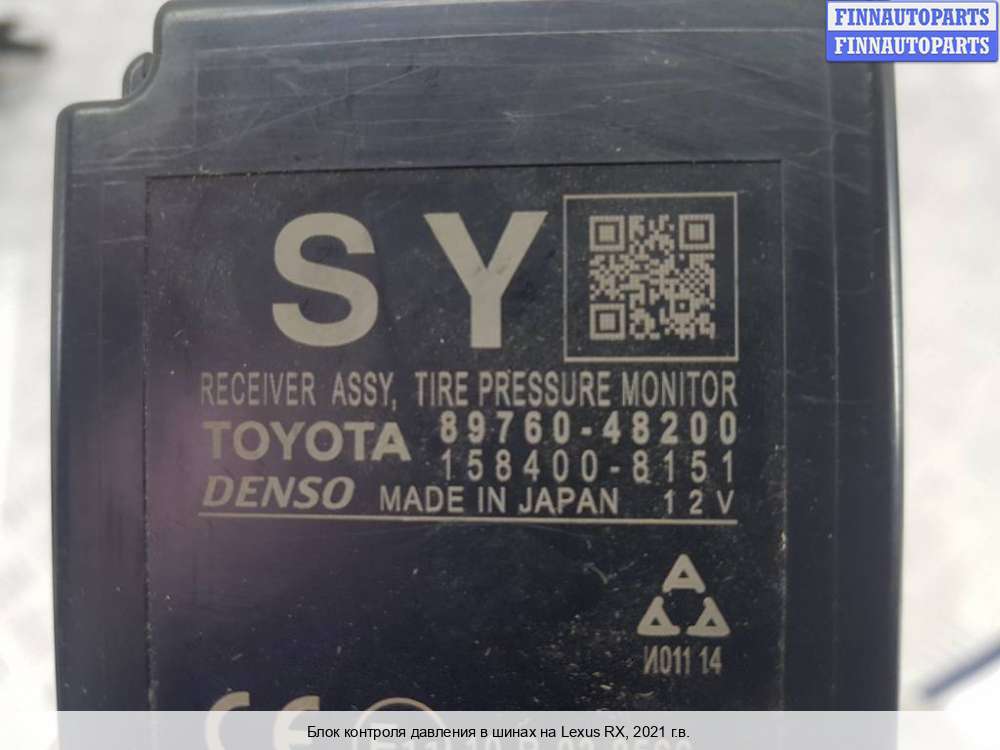 FINNAUTOPARTS
FINNAUTOPARTS
SY
RECEIVER ASSY, TIRE PRESSURE MONITOR
TOYOTA 89760-48200
158400-8151
DENSO MADE IN JAPAN 12V
И011 14
CE
Блок контроля давления в шинах на Lexus RX, 2021 г.в.